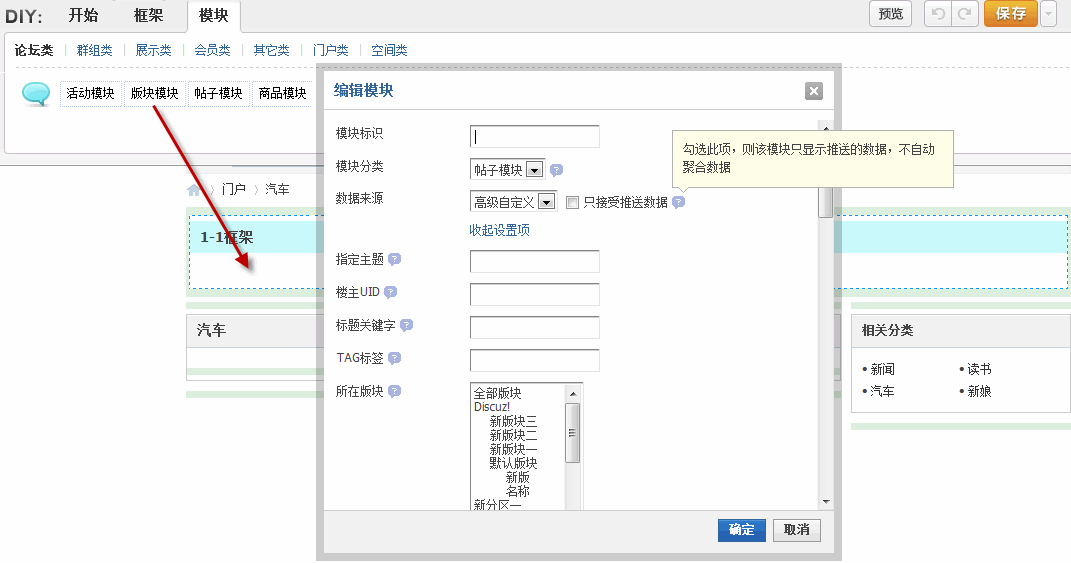 DIY: 开始 框架 模块 预览 保存
论坛类 群组类 展示类 会员类 其它类 门户类 空间类
活动模块 版块模块 帖子模块 商品模块
编辑模块
模块标识
勾选此项，则该模块只显示推送的数据，不自动
聚合数据
模块分类 帖子模块
数据来源 高级自定义 只接受推送数据
收起设置项
指定主题
楼主UID
标题关键字
TAG标签
所在版块 全部版块
Discuz!
新版块三
新版块二
新版块一
默认版块
新版
名称
新分区一
确定 取消
门户 汽车
1-1框架
汽车
相关分类
• 新闻 • 读书
• 汽车 • 新娘